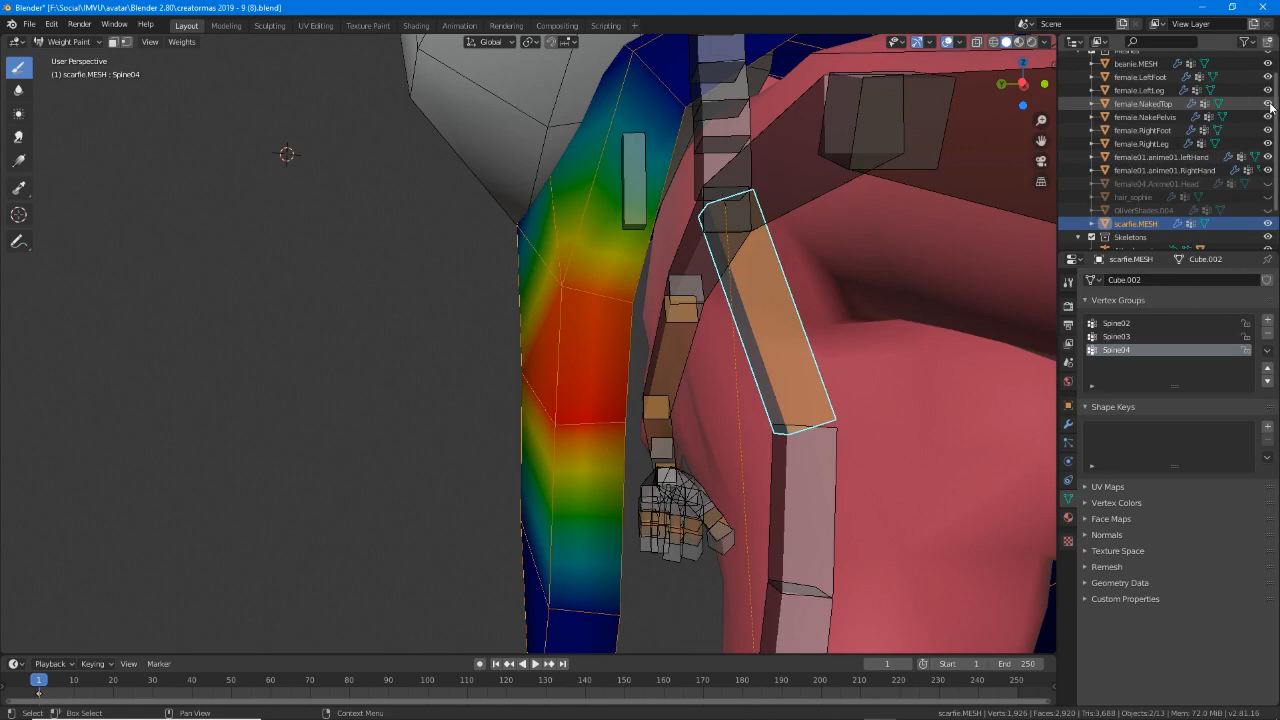 Blender* [F:\Social\IMVU\avatar\Blender 2.80\creatormas 2019 - 9 (8).blend]
File Edit Window Render Help Layout Modeling Sculpting UV Editing Texture Paint Shading Animation Rendering Compositing Scripting Scene View Layer
Weight Paint View Weights Global
User Perspective
(1) scarfie.MESH : Spine04
beanie.MESH
female.LeftFoot
female.LeftLeg
female.NakedTop
female.NakePelvis
female.RightFoot
female.RightLeg
female01.anime01.leftHand
female01.anime01.RightHand
female04.Anime01.Head
hair_sophie
OliverShades.004
scarfie.MESH
Skeletons
scarfie.MESH Cube.002
Cube.002
Vertex Groups
Spine02
Spine03
Spine04
Shape Keys
UV Maps
Vertex Colors
Face Maps
Normals
Texture Space
Remesh
Geometry Data
Custom Properties
Playback Keying View Marker 1 Start 1 End 250
1 10 20 30 40 50 60 70 80 90 100 110 120 130 140 150 160 170 180 190 200 210 220 230 240 250
Select Box Select Pan View Context Menu scarfie.MESH | Verts:1,926 | Faces:2,920 | Tris:3,688 | Objects:2/13 | Mem: 72.0 MiB | v2.81.16